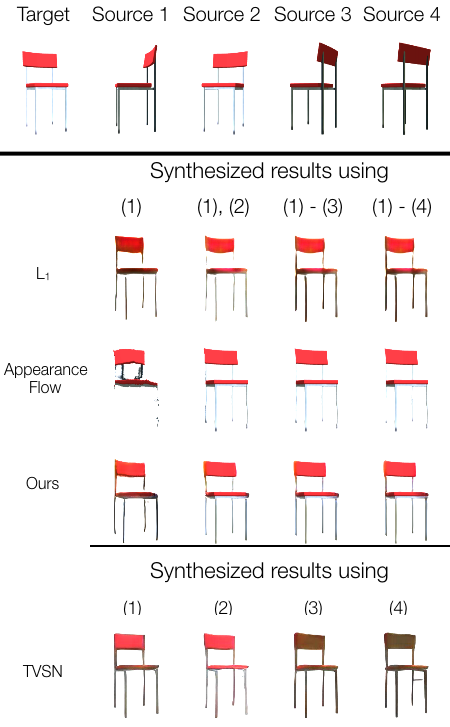 Target Source 1 Source 2 Source 3 Source 4
Synthesized results using
(1) (1), (2) (1) - (3) (1) - (4)
L₁
Appearance
Flow
Ours
Synthesized results using
(1) (2) (3) (4)
TVSN